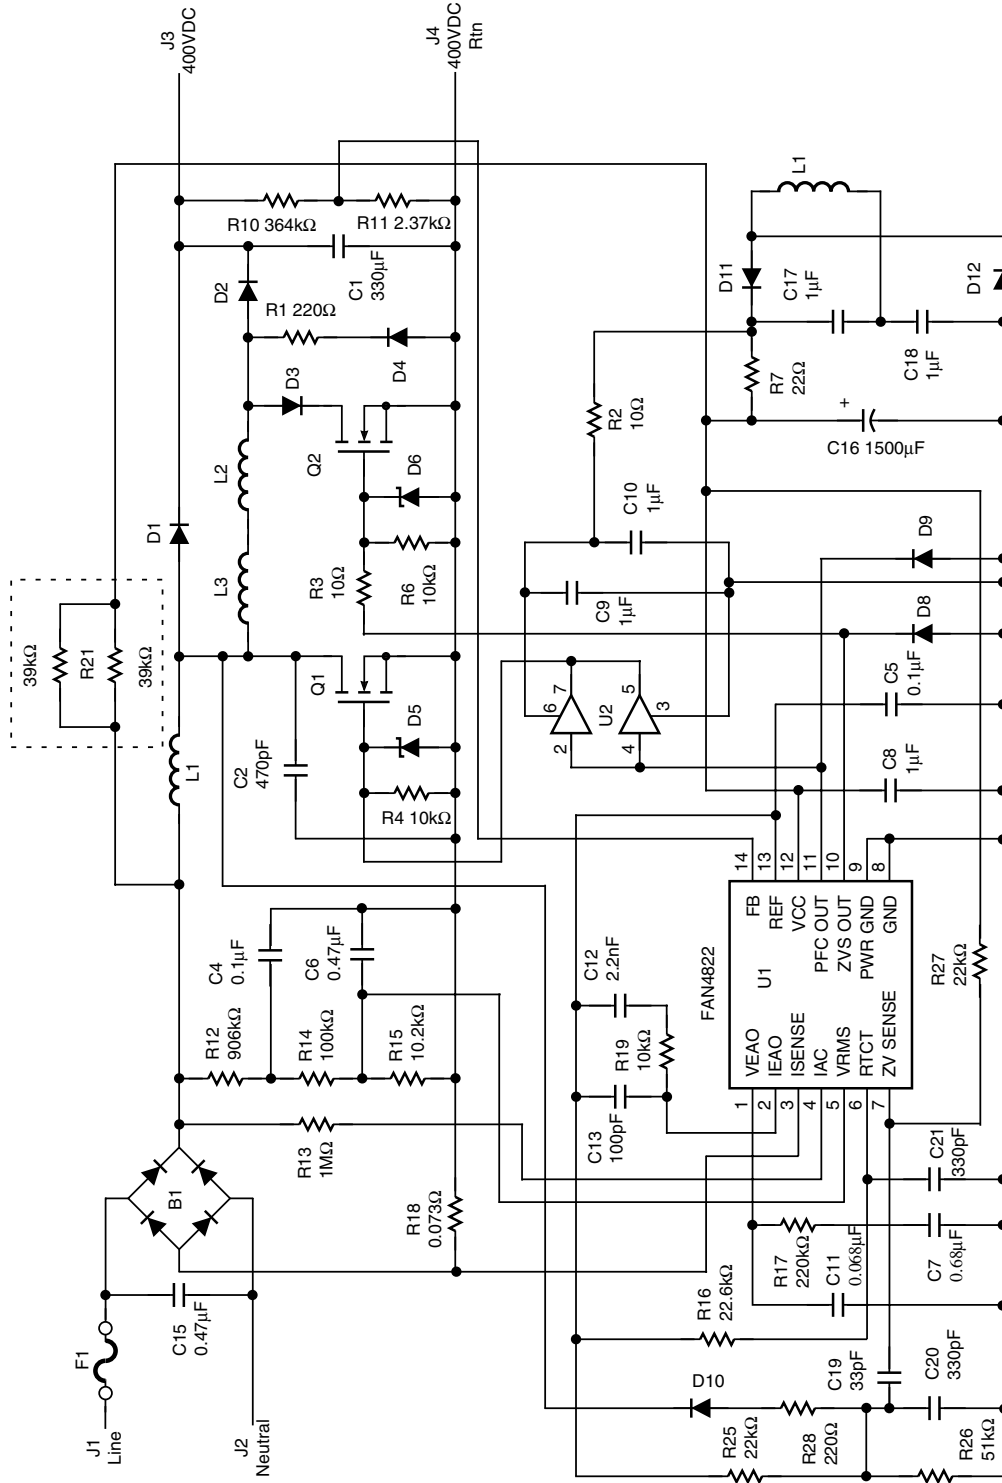 J3
400VDC
J4
400VDC
Rtn
R10 364kΩ
R11 2.37kΩ
C1
330µF
D2
R1 220Ω
D4
D3
Q2
D6
L2
L3
D1
R3
10Ω
R6
10kΩ
39kΩ
R21
39kΩ
L1
Q1
D5
C2
470pF
R4 10kΩ
C4
0.1µF
C6
0.47µF
R12
906kΩ
R14
100kΩ
R15
10.2kΩ
R13
1MΩ
B1
R18
0.073Ω
C15
0.47µF
F1
J1
Line
J2
Neutral
L1
D11
C17
1µF
D12
C18
1µF
R7
22Ω
R2
10Ω
+
C16 1500µF
C10
1µF
C9
1µF
D9
D8
C5
0.1µF
C8
1µF
U2
2
6
7
4
3
5
C12
2.2nF
R19
10kΩ
C13
100pF
FAN4822
U1
VEAO
IEAO
ISENSE
IAC
VRMS
RTCT
ZV SENSE
1
2
3
4
5
6
7
FB
REF
VCC
PFC OUT
ZVS OUT
PWR GND
GND
14
13
12
11
10
9
8
R27
22kΩ
C21
330pF
R17
220kΩ
C11
0.068µF
C7
0.68µF
R16
22.6kΩ
C19
33pF
C20
330pF
D10
R25
22kΩ
R28
220Ω
R26
51kΩ